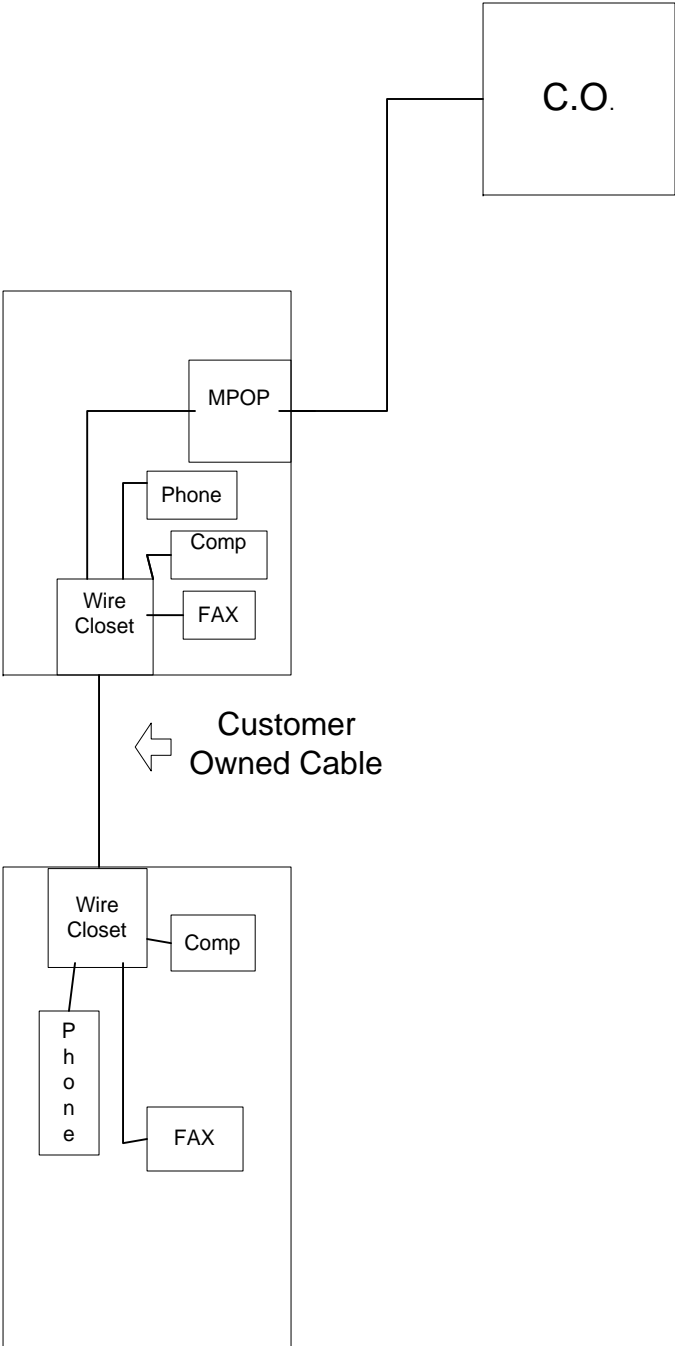 C.O.
MPOP
Phone
Comp
Wire
Closet
FAX
Customer
Owned Cable
Wire
Closet
Comp
P
h
o
n
e
FAX